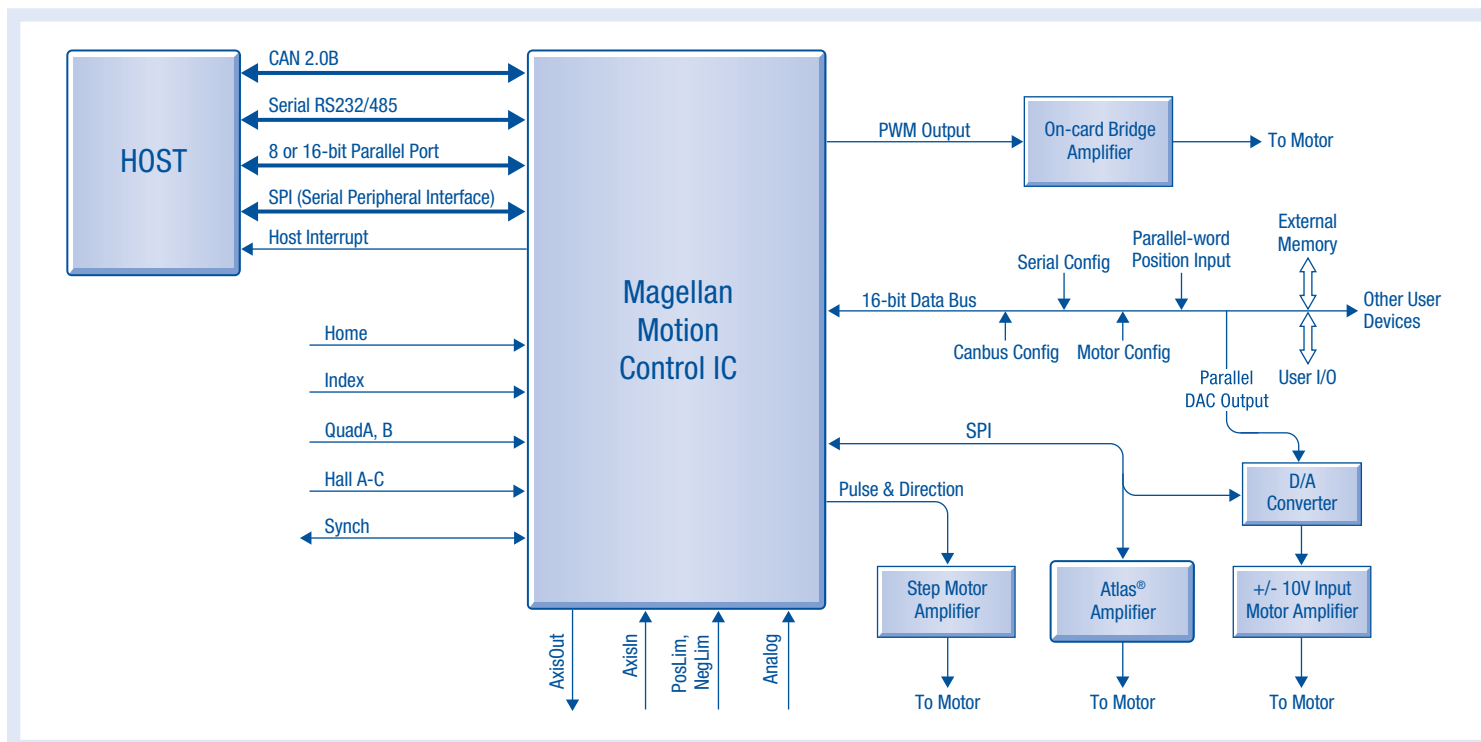 HOST
CAN 2.0B
Serial RS232/485
8 or 16-bit Parallel Port
SPI (Serial Peripheral Interface)
Host Interrupt
Home
Index
QuadA, B
Hall A-C
Synch
Magellan
Motion
Control IC
AxisOut
AxisIn
PosLim,
NegLim
Analog
PWM Output
On-card Bridge
Amplifier
To Motor
16-bit Data Bus
Serial Config
Parallel-word
Position Input
External
Memory
Canbus Config
Motor Config
Other User
Devices
User I/O
Parallel
DAC Output
SPI
D/A
Converter
Pulse & Direction
Step Motor
Amplifier
Atlas®
Amplifier
+/- 10V Input
Motor Amplifier
To Motor
To Motor
To Motor